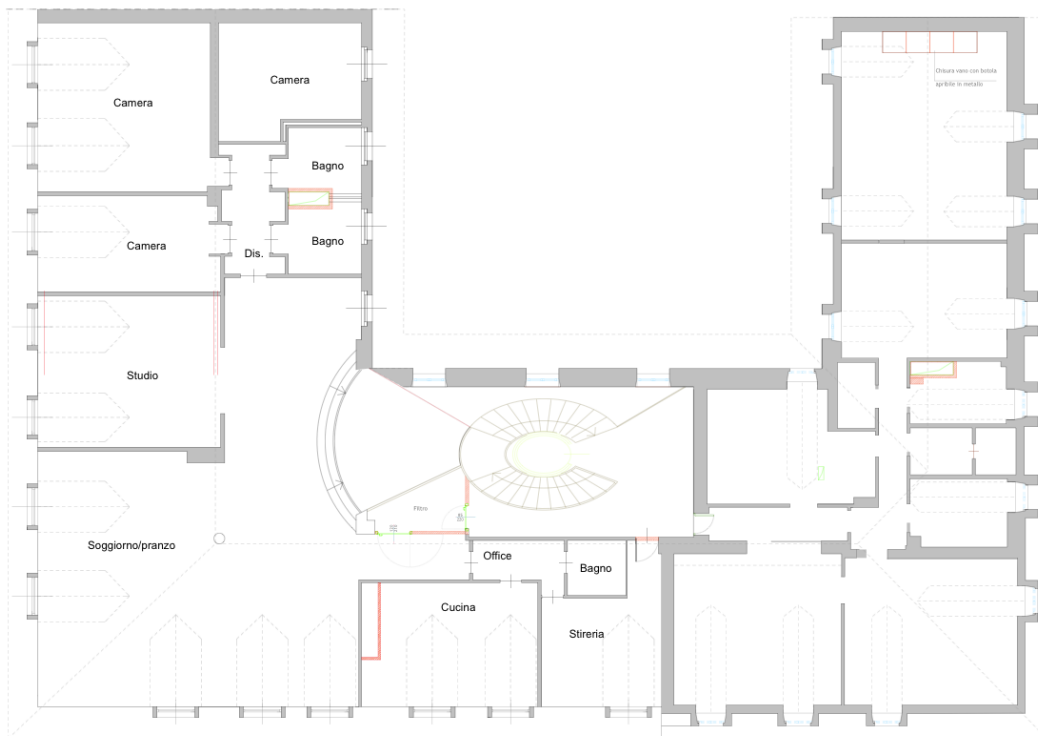 Camera
Camera
Chisura vano con botola
apribile in metallo
Bagno
Camera
Bagno
Dis.
Studio
Filtro
Soggiorno/pranzo
Office
Bagno
Cucina
Stireria